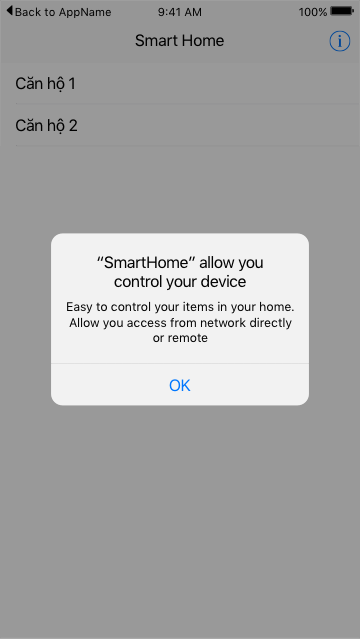 Back to AppName 9:41 AM 100%
Smart Home
Căn hộ 1
Căn hộ 2
“SmartHome” allow you
control your device
Easy to control your items in your home.
Allow you access from network directly
or remote
OK